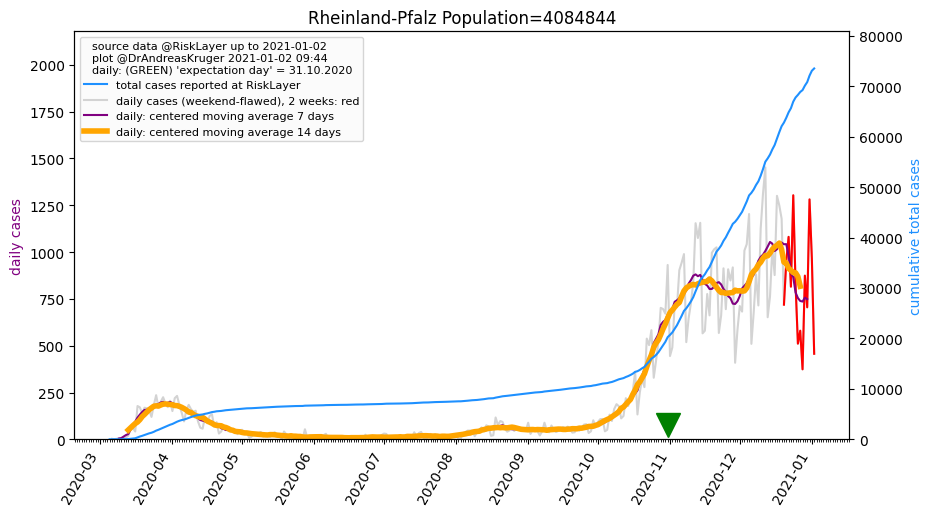 Rheinland-Pfalz Population=4084844
source data @RiskLayer up to 2021-01-02
plot @DrAndreasKruger 2021-01-02 09:44
daily: (GREEN) 'expectation day' = 31.10.2020
total cases reported at RiskLayer
daily cases (weekend-flawed), 2 weeks: red
daily: centered moving average 7 days
daily: centered moving average 14 days
daily cases
2000
1750
1500
1250
1000
750
500
250
0
80000
70000
60000
50000
40000
30000
20000
10000
0
cumulative total cases
2020-03
2020-04
2020-05
2020-06
2020-07
2020-08
2020-09
2020-10
2020-11
2020-12
2021-01